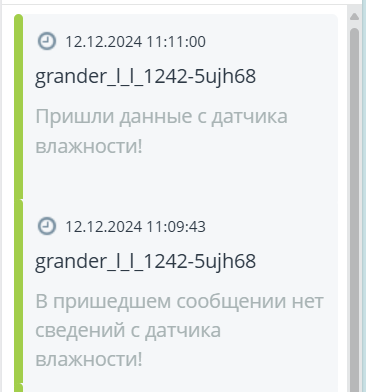 12.12.2024 11:11:00
grander_l_l_1242-5ujh68
Пришли данные с датчика
влажности!
12.12.2024 11:09:43
grander_l_l_1242-5ujh68
В пришедшем сообщении нет
сведений с датчика
влажности!